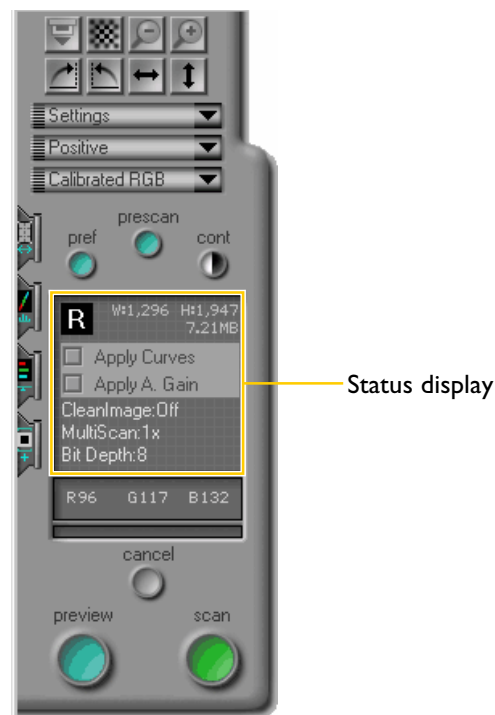 Settings
Positive
Calibrated RGB
prescan
pref
cont
R
W:1,296 H:1,947
7.21MB
Apply Curves
Apply A. Gain
Status display
CleanImage:Off
MultiScan:1x
Bit Depth:8
R96 G117 B132
cancel
preview
scan